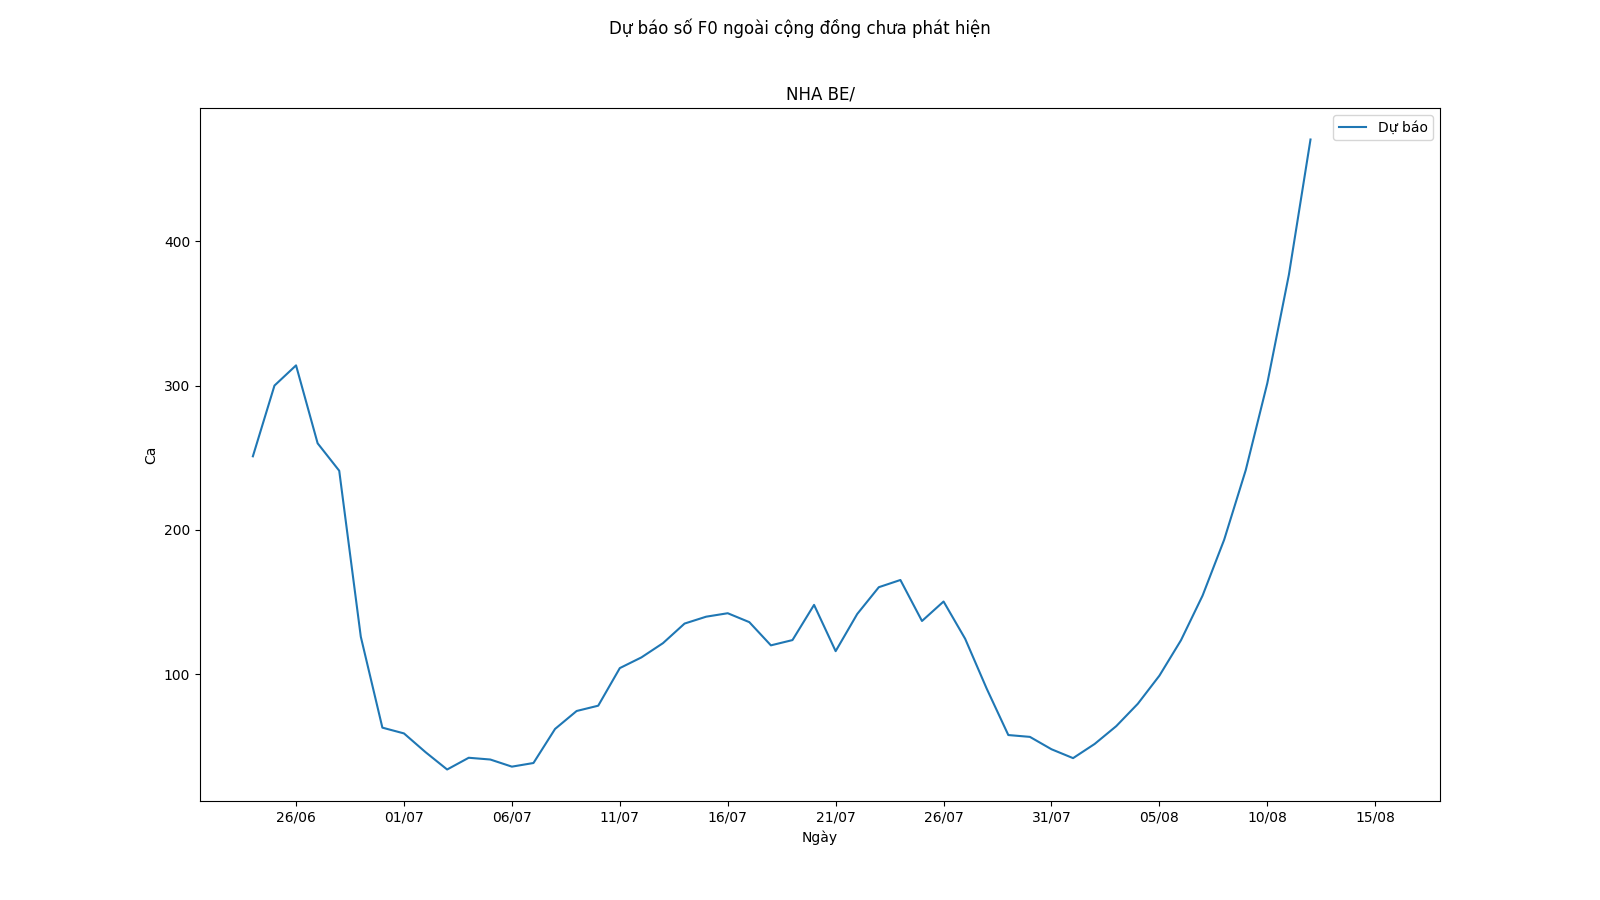 Dự báo số F0 ngoài cộng đồng chưa phát hiện
NHA BE/
Dự báo
400
300
200
100
Ca
26/06 01/07 06/07 11/07 16/07 21/07 26/07 31/07 05/08 10/08 15/08
Ngày